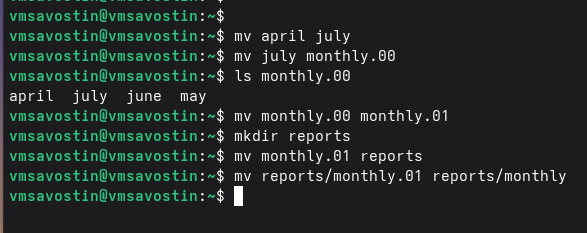 vmsavostin@vmsavostin:~$
vmsavostin@vmsavostin:~$ mv april july
vmsavostin@vmsavostin:~$ mv july monthly.00
vmsavostin@vmsavostin:~$ ls monthly.00
april  july  june  may
vmsavostin@vmsavostin:~$ mv monthly.00 monthly.01
vmsavostin@vmsavostin:~$ mkdir reports
vmsavostin@vmsavostin:~$ mv monthly.01 reports
vmsavostin@vmsavostin:~$ mv reports/monthly.01 reports/monthly
vmsavostin@vmsavostin:~$